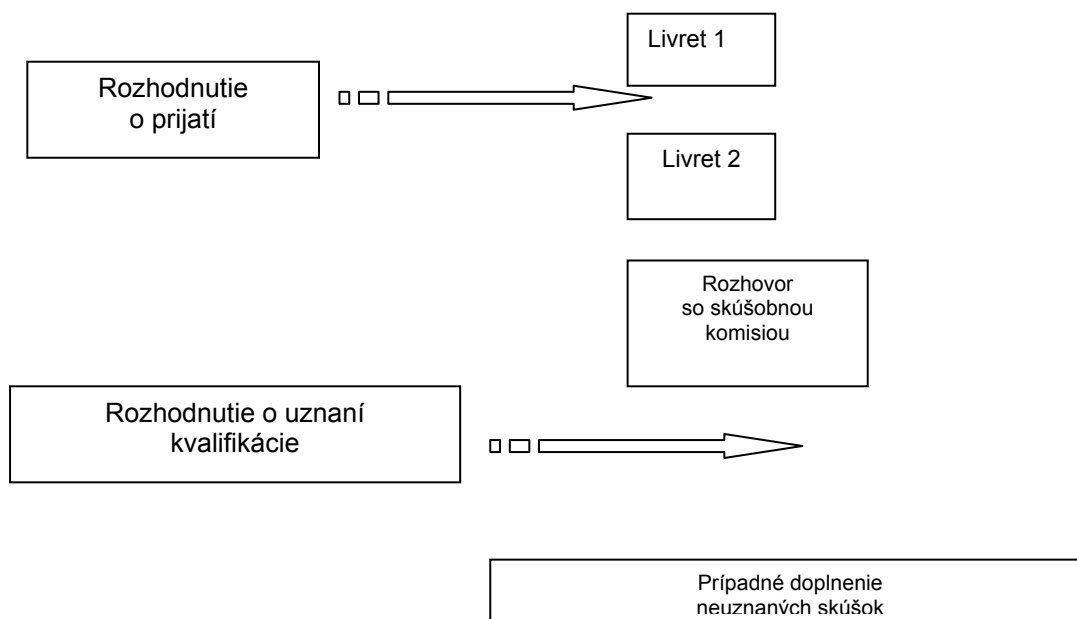 Livret 1
Rozhodnutie
o prijatí
Livret 2
Rozhovor
so skúšobnou
komisiou
Rozhodnutie o uznaní
kvalifikácie
Prípadné doplnenie
neuznaných skúšok